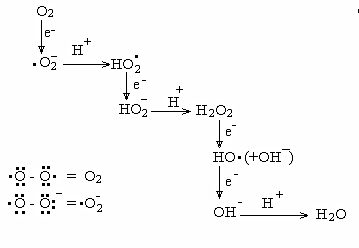 O₂
e⁻
•O₂⁻ H⁺ HO₂•
e⁻
HO₂⁻ H⁺ H₂O₂
e⁻
HO•(+OH⁻)
e⁻
OH⁻ H⁺ H₂O
•O - O• = O₂
•O - O:⁻ = •O₂⁻